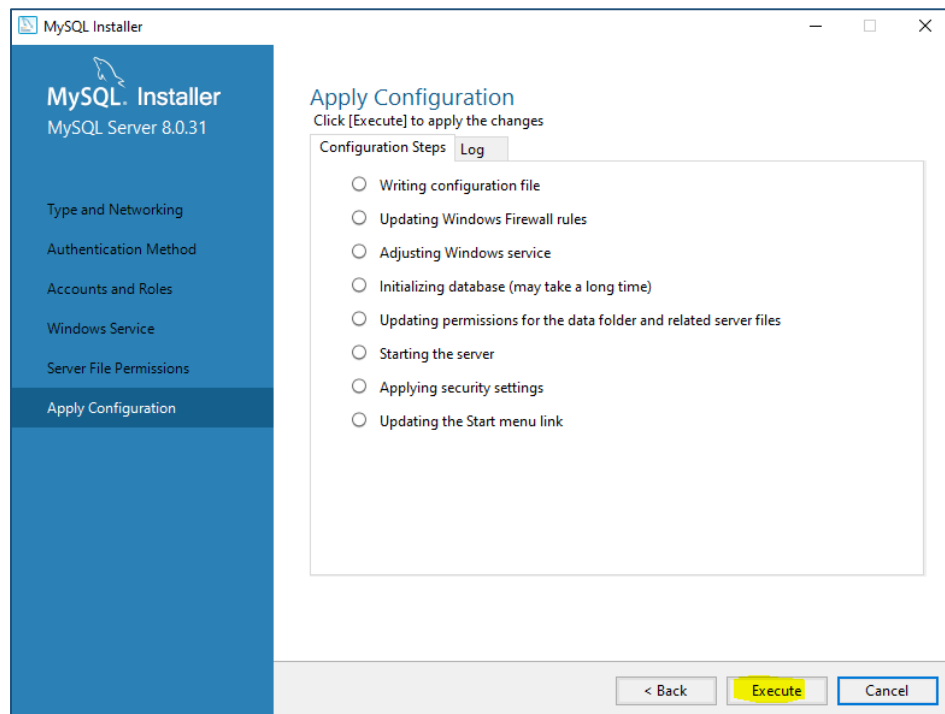 MySQL Installer
MySQL. Installer
MySQL Server 8.0.31
Type and Networking
Authentication Method
Accounts and Roles
Windows Service
Server File Permissions
Apply Configuration
Apply Configuration
Click [Execute] to apply the changes
Configuration Steps Log
Writing configuration file
Updating Windows Firewall rules
Adjusting Windows service
Initializing database (may take a long time)
Updating permissions for the data folder and related server files
Starting the server
Applying security settings
Updating the Start menu link
< Back Execute Cancel